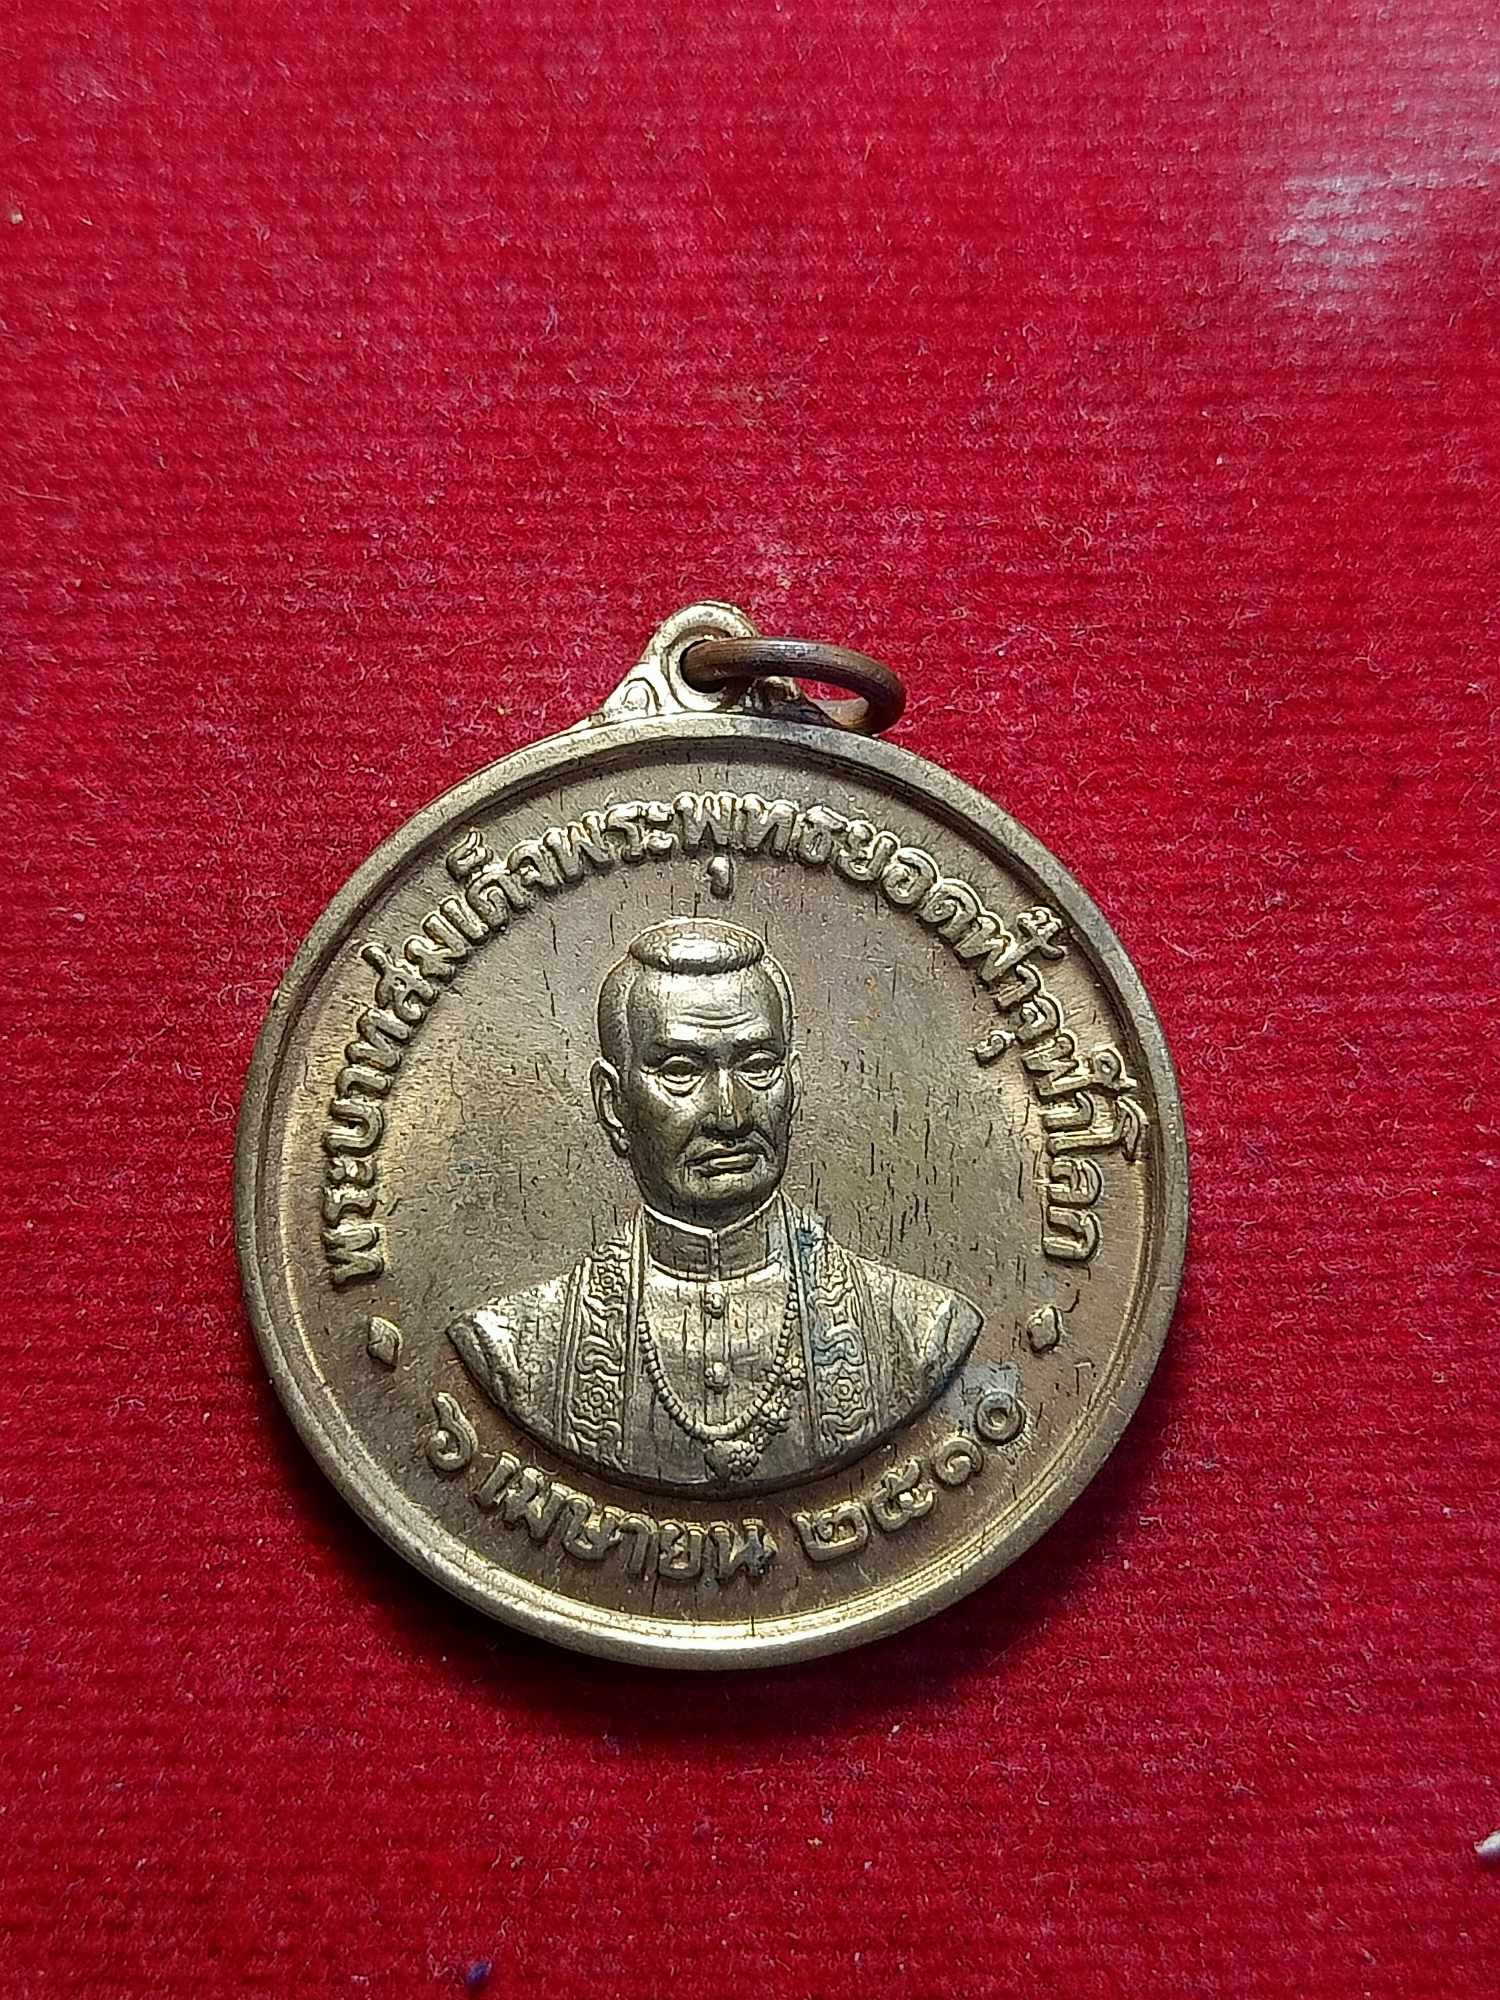 พระบาทสมเด็จพระพุทธยอดฟ้าจุฬาโลก
๖ เมษายน ๒๕๑๐